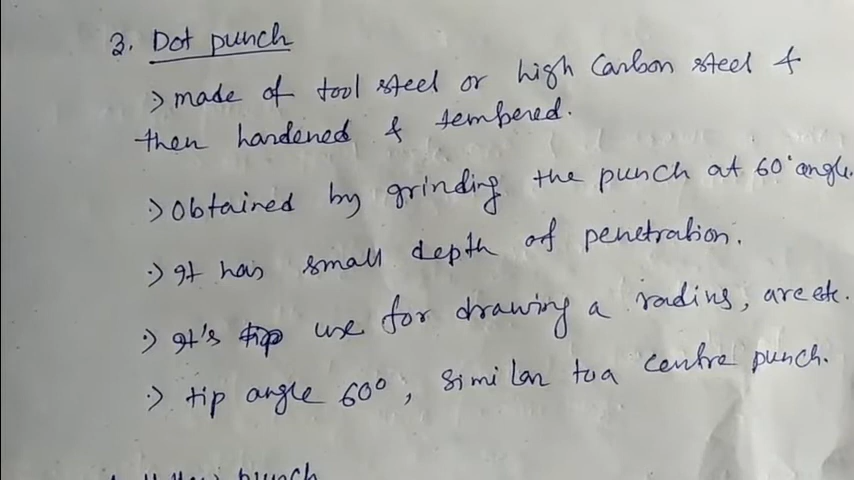 3. Dot punch
:> made of tool steel or high Carbon steel &
then hardened & tembered.
:> Obtained by grinding the punch at 60° angle.
:> It has small depth of penetration.
:> It's use for drawing a radius, arc etc.
:> tip angle 60°, similar to a centre punch.
punch